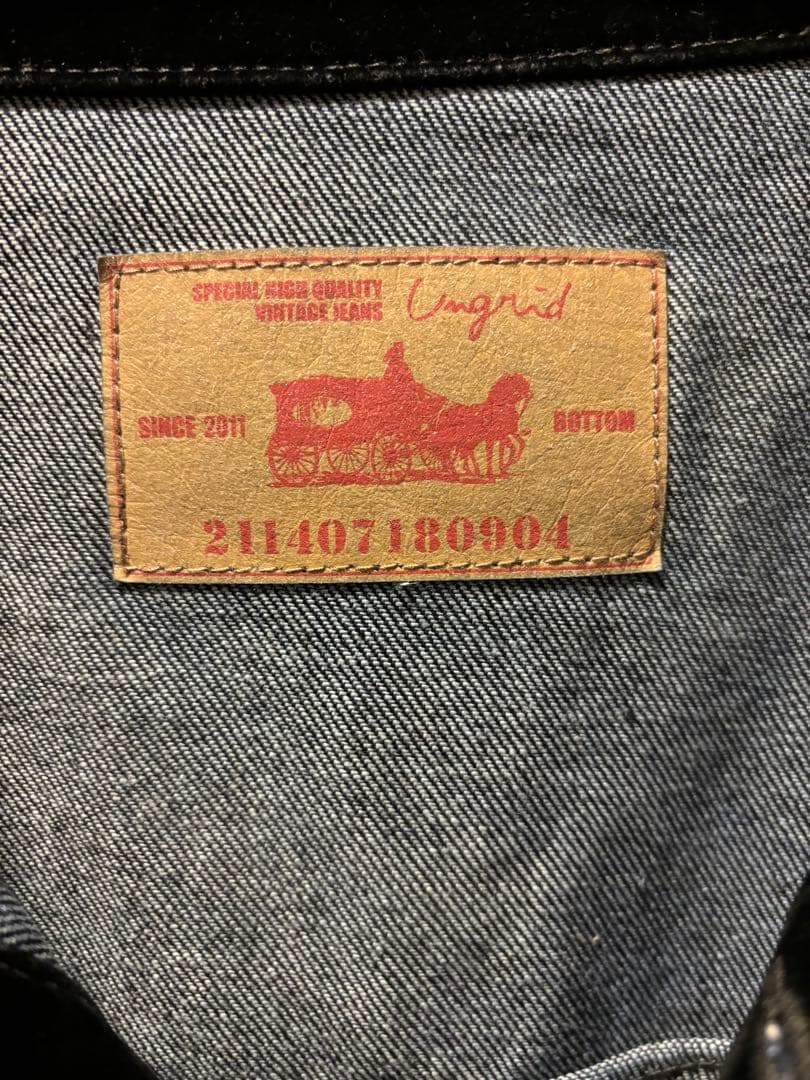 SPECIAL HIGH QUALITY
VINTAGE JEANS
Ungrid
SINCE 2011
BOTTOM
211407180904